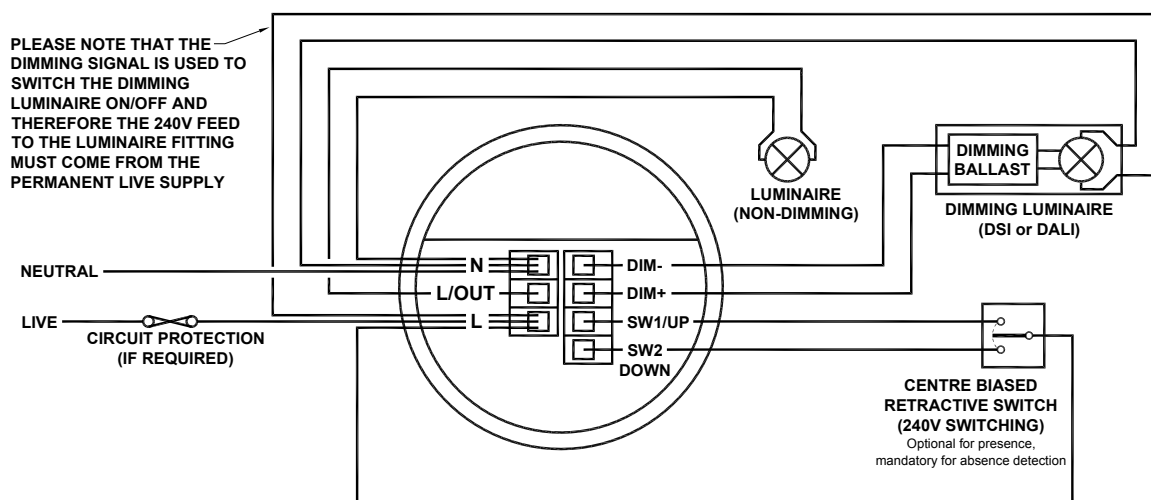 PLEASE NOTE THAT THE
DIMMING SIGNAL IS USED TO
SWITCH THE DIMMING
LUMINAIRE ON/OFF AND
THEREFORE THE 240V FEED
TO THE LUMINAIRE FITTING
MUST COME FROM THE
PERMANENT LIVE SUPPLY
LUMINAIRE
(NON-DIMMING)
DIMMING
BALLAST
DIMMING LUMINAIRE
(DSI or DALI)
NEUTRAL
N
L/OUT
L
DIM-
DIM+
SW1/UP
SW2
DOWN
LIVE
CIRCUIT PROTECTION
(IF REQUIRED)
CENTRE BIASED
RETRACTIVE SWITCH
(240V SWITCHING)
Optional for presence,
mandatory for absence detection